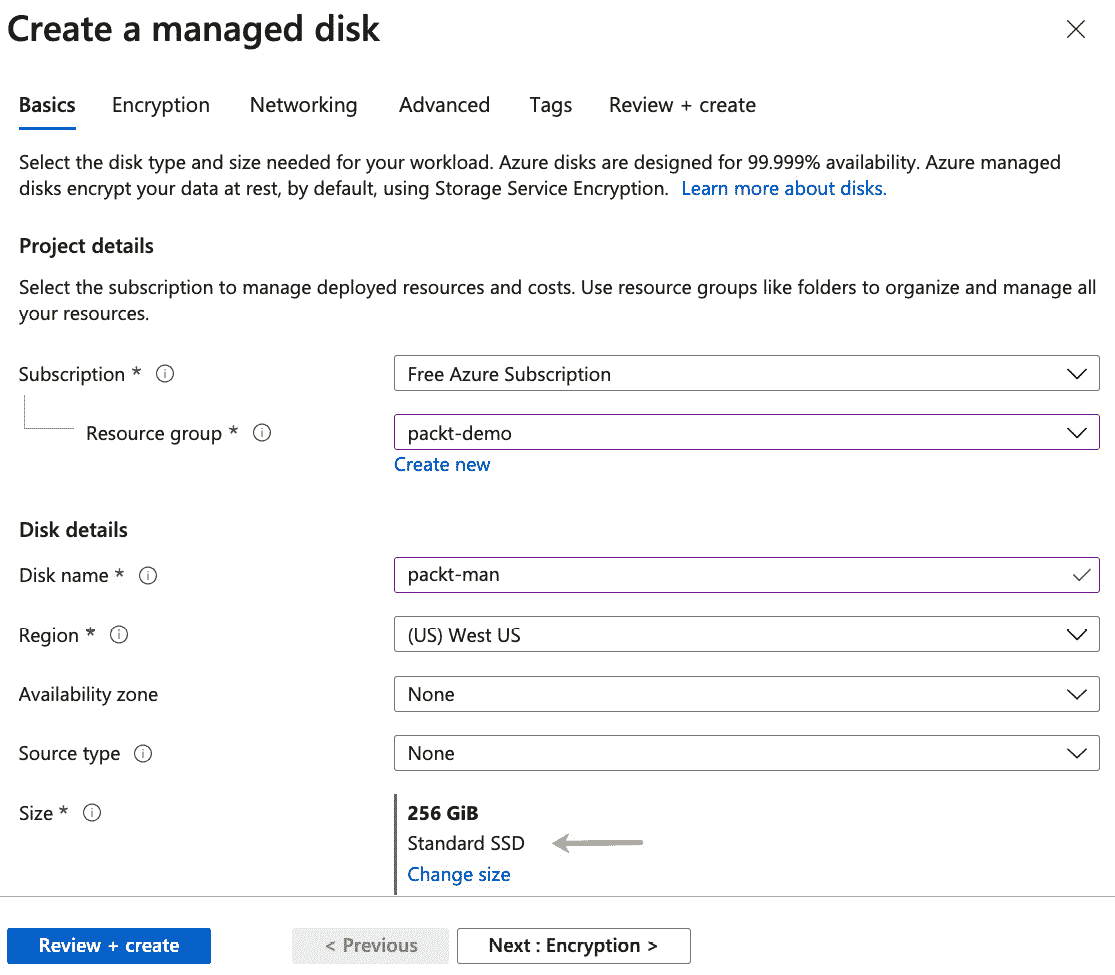 Create a managed disk
Basics Encryption Networking Advanced Tags Review + create
Select the disk type and size needed for your workload. Azure disks are designed for 99.999% availability. Azure managed
disks encrypt your data at rest, by default, using Storage Service Encryption. Learn more about disks.
Project details
Select the subscription to manage deployed resources and costs. Use resource groups like folders to organize and manage all
your resources.
Subscription * Free Azure Subscription
Resource group * packt-demo
Create new
Disk details
Disk name * packt-man
Region * (US) West US
Availability zone None
Source type None
Size * 256 GiB
Standard SSD
Change size
Review + create < Previous Next : Encryption >